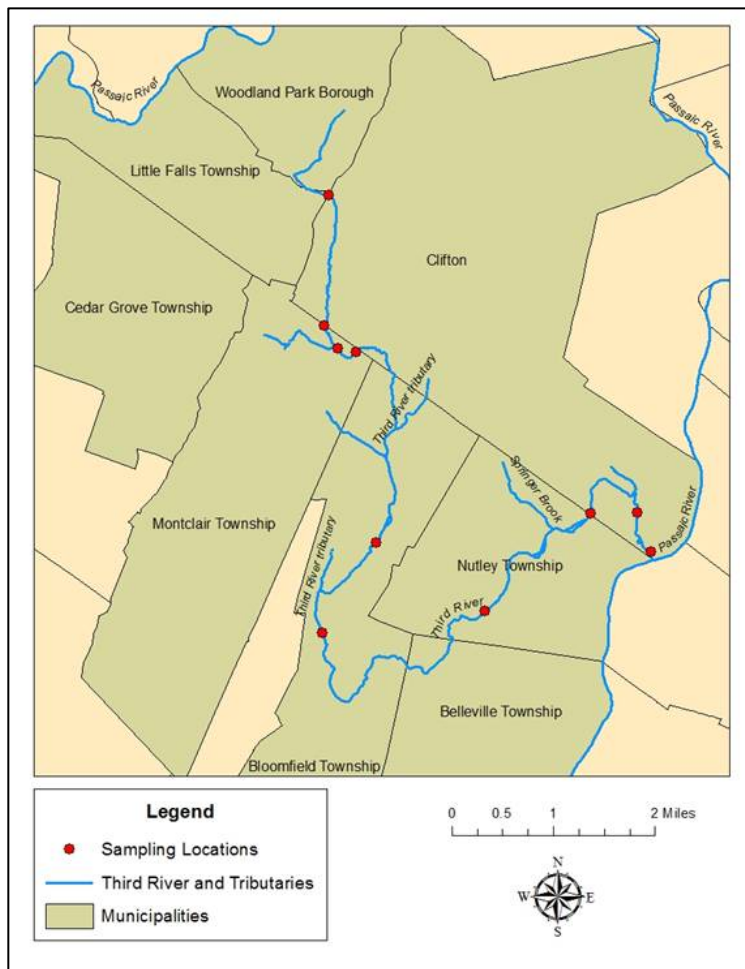 Passaic River
Woodland Park Borough
Passaic River
Little Falls Township
Clifton
Cedar Grove Township
Third River tributary
Springer Brook
Montclair Township
Passaic River
Third River tributary
Nutley Township
Third River
Belleville Township
Bloomfield Township
Legend
Sampling Locations
Third River and Tributaries
Municipalities
0 0.5 1 2 Miles
N
W E
S